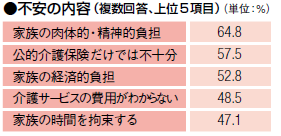 ●不安の内容（複数回答、上位5項目）（単位：％）
家族の肉体的・精神的負担 64.8
公的介護保険だけでは不十分 57.5
家族の経済的負担 52.8
介護サービスの費用がわからない 48.5
家族の時間を拘束する 47.1